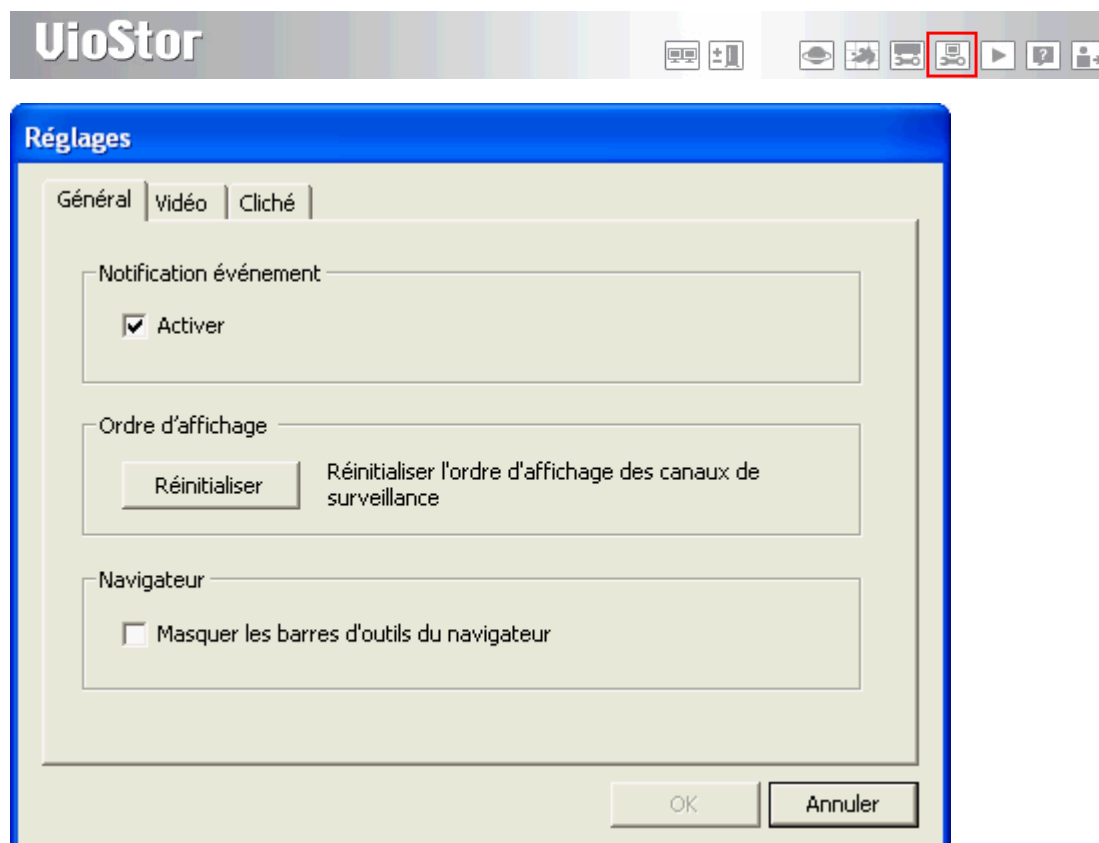 VioStor
Réglages
Général Vidéo Cliché
Notification événement
Activer
Ordre d'affichage
Réinitialiser
Réinitialiser l'ordre d'affichage des canaux de
surveillance
Navigateur
Masquer les barres d'outils du navigateur
OK Annuler